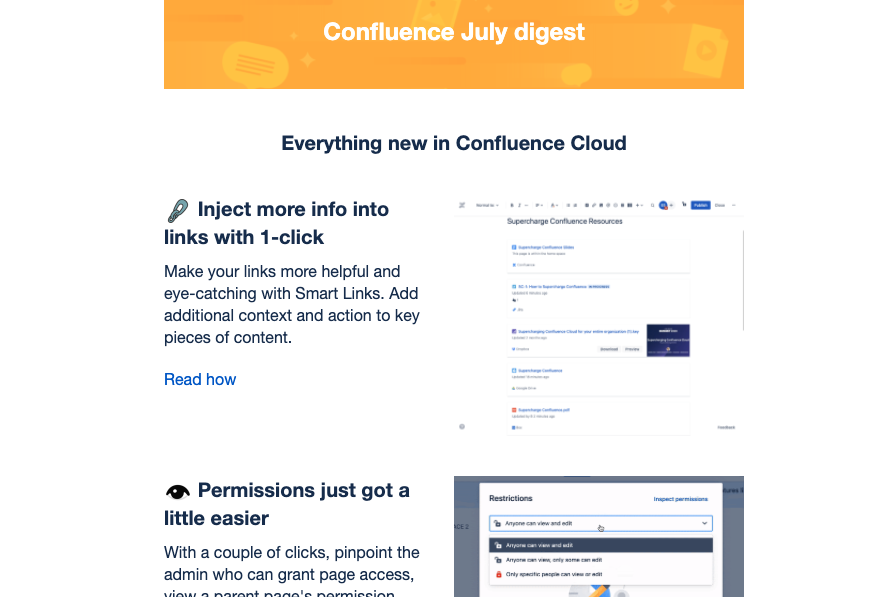 Confluence July digest
Everything new in Confluence Cloud
Inject more info into
links with 1-click
Make your links more helpful and
eye-catching with Smart Links. Add
additional context and action to key
pieces of content.
Read how
Publish
Close
Supercharge Confluence Resources
Supercharge Confluence Slides
Confluence
Supercharging Confluence Cloud for your entire organization
Download Preview
Dropbox
Supercharge Confluence
Google Drive
Supercharge Confluence.pdf
Box
Feedback
Permissions just got a
little easier
With a couple of clicks, pinpoint the
admin who can grant page access,
view a parent page's permission
Restrictions
Inspect permissions
Anyone can view and edit
Anyone can view and edit
Anyone can view, only some can edit
Only specific people can view or edit